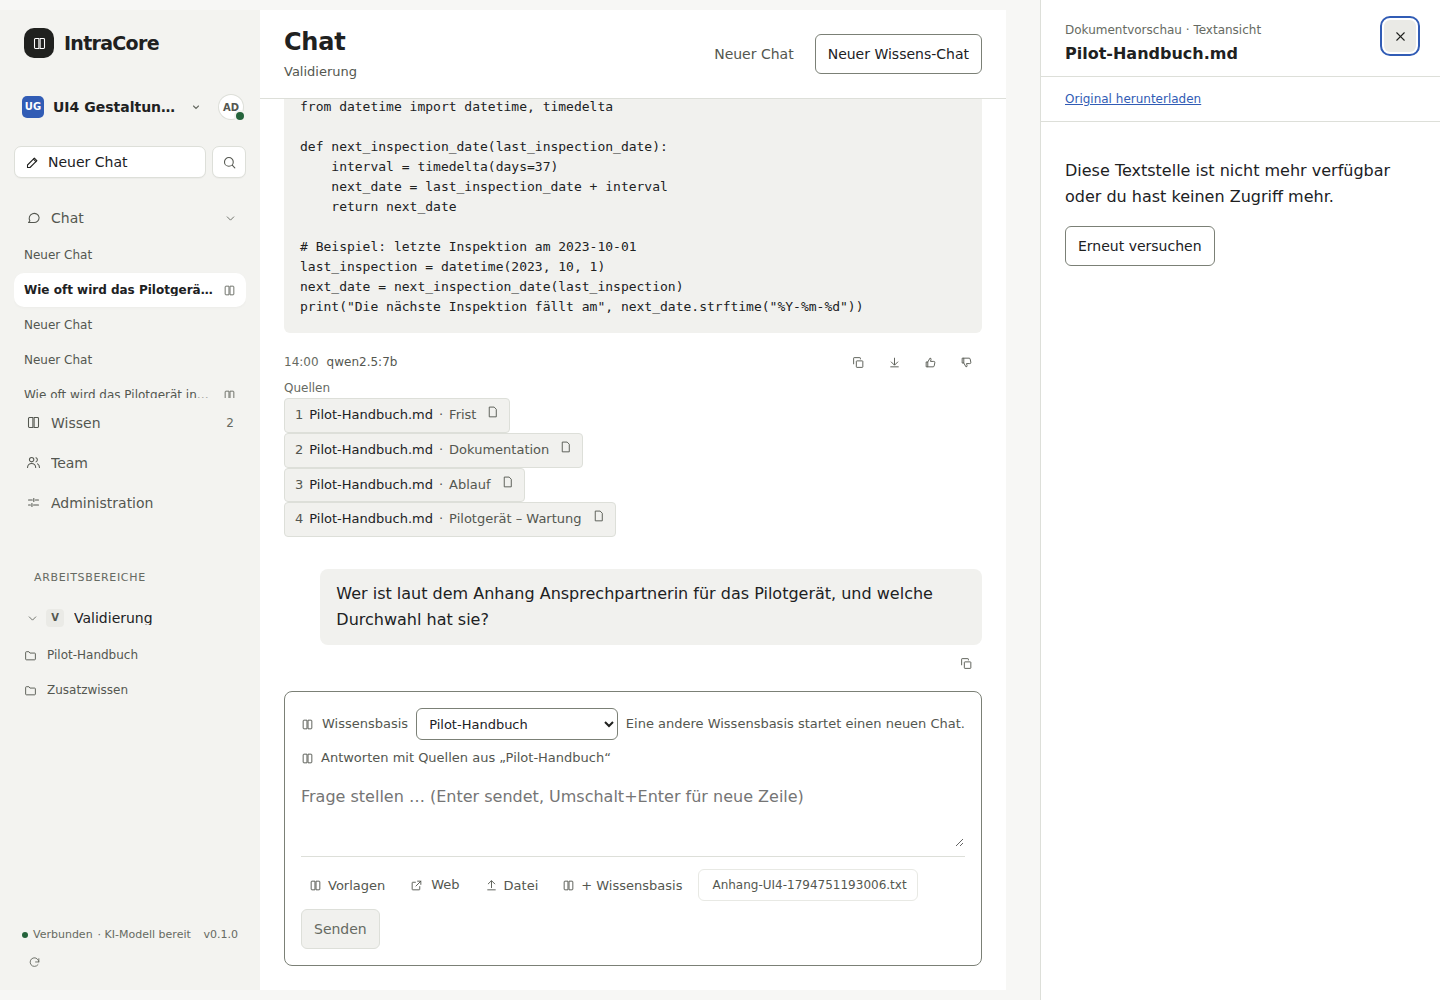 IntraCore
UG UI4 Gestaltun… AD
Neuer Chat
Chat
Neuer Chat
Wie oft wird das Pilotgerä…
Neuer Chat
Neuer Chat
Wie oft wird das Pilotgerät in…
Wissen 2
Team
Administration
ARBEITSBEREICHE
V Validierung
Pilot-Handbuch
Zusatzwissen
Verbunden · KI-Modell bereit v0.1.0
Chat
Validierung
Neuer Chat
Neuer Wissens-Chat
from datetime import datetime, timedelta
def next_inspection_date(last_inspection_date):
    interval = timedelta(days=37)
    next_date = last_inspection_date + interval
    return next_date
# Beispiel: letzte Inspektion am 2023-10-01
last_inspection = datetime(2023, 10, 1)
next_date = next_inspection_date(last_inspection)
print("Die nächste Inspektion fällt am", next_date.strftime("%Y-%m-%d"))
14:00 qwen2.5:7b
Quellen
1 Pilot-Handbuch.md · Frist
2 Pilot-Handbuch.md · Dokumentation
3 Pilot-Handbuch.md · Ablauf
4 Pilot-Handbuch.md · Pilotgerät – Wartung
Wer ist laut dem Anhang Ansprechpartnerin für das Pilotgerät, und welche
Durchwahl hat sie?
Wissensbasis Pilot-Handbuch Eine andere Wissensbasis startet einen neuen Chat.
Antworten mit Quellen aus „Pilot-Handbuch“
Frage stellen … (Enter sendet, Umschalt+Enter für neue Zeile)
Vorlagen Web Datei + Wissensbasis Anhang-UI4-1794751193006.txt
Senden
Dokumentvorschau · Textansicht
Pilot-Handbuch.md
Original herunterladen
Diese Textstelle ist nicht mehr verfügbar
oder du hast keinen Zugriff mehr.
Erneut versuchen